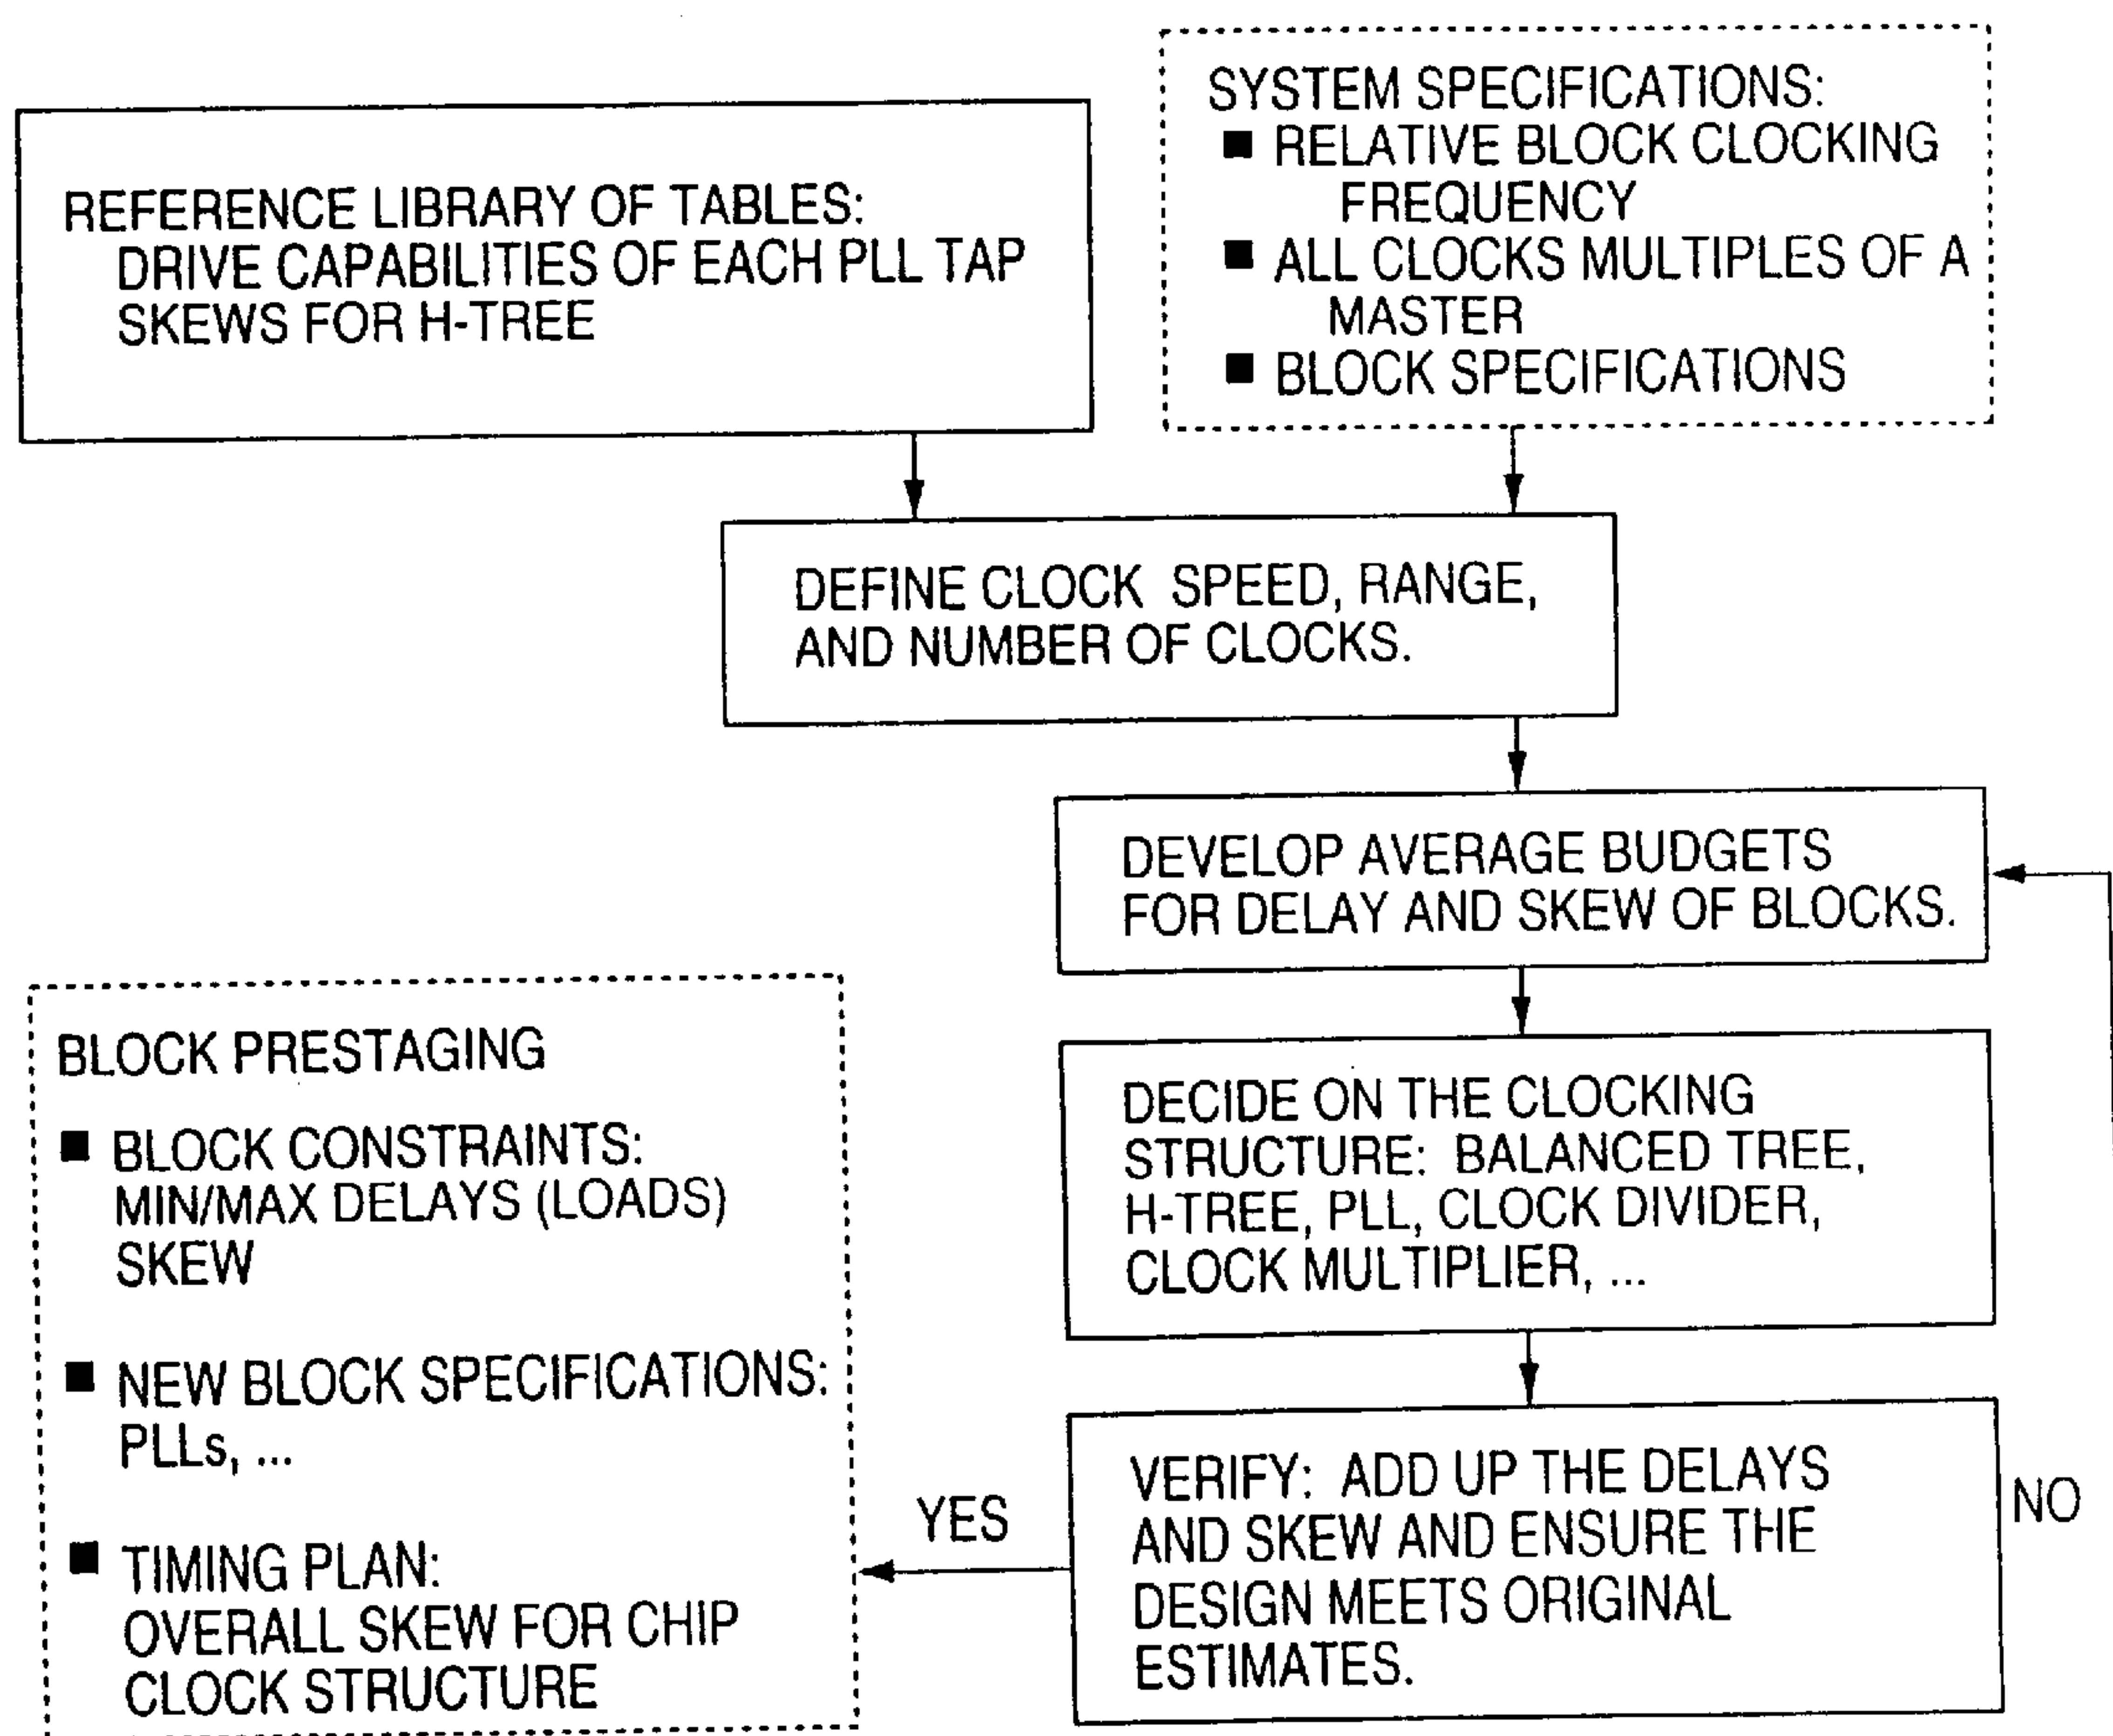 REFERENCE LIBRARY OF TABLES:
DRIVE CAPABILITIES OF EACH PLL TAP
SKEWS FOR H-TREE
SYSTEM SPECIFICATIONS:
■ RELATIVE BLOCK CLOCKING
FREQUENCY
■ ALL CLOCKS MULTIPLES OF A
MASTER
■ BLOCK SPECIFICATIONS
DEFINE CLOCK SPEED, RANGE,
AND NUMBER OF CLOCKS.
DEVELOP AVERAGE BUDGETS
FOR DELAY AND SKEW OF BLOCKS.
DECIDE ON THE CLOCKING
STRUCTURE: BALANCED TREE,
H-TREE, PLL, CLOCK DIVIDER,
CLOCK MULTIPLIER, ...
VERIFY: ADD UP THE DELAYS
AND SKEW AND ENSURE THE
DESIGN MEETS ORIGINAL
ESTIMATES.
NO
YES
BLOCK PRESTAGING
■ BLOCK CONSTRAINTS:
MIN/MAX DELAYS (LOADS)
SKEW
■ NEW BLOCK SPECIFICATIONS:
PLLs, ...
■ TIMING PLAN:
OVERALL SKEW FOR CHIP
CLOCK STRUCTURE